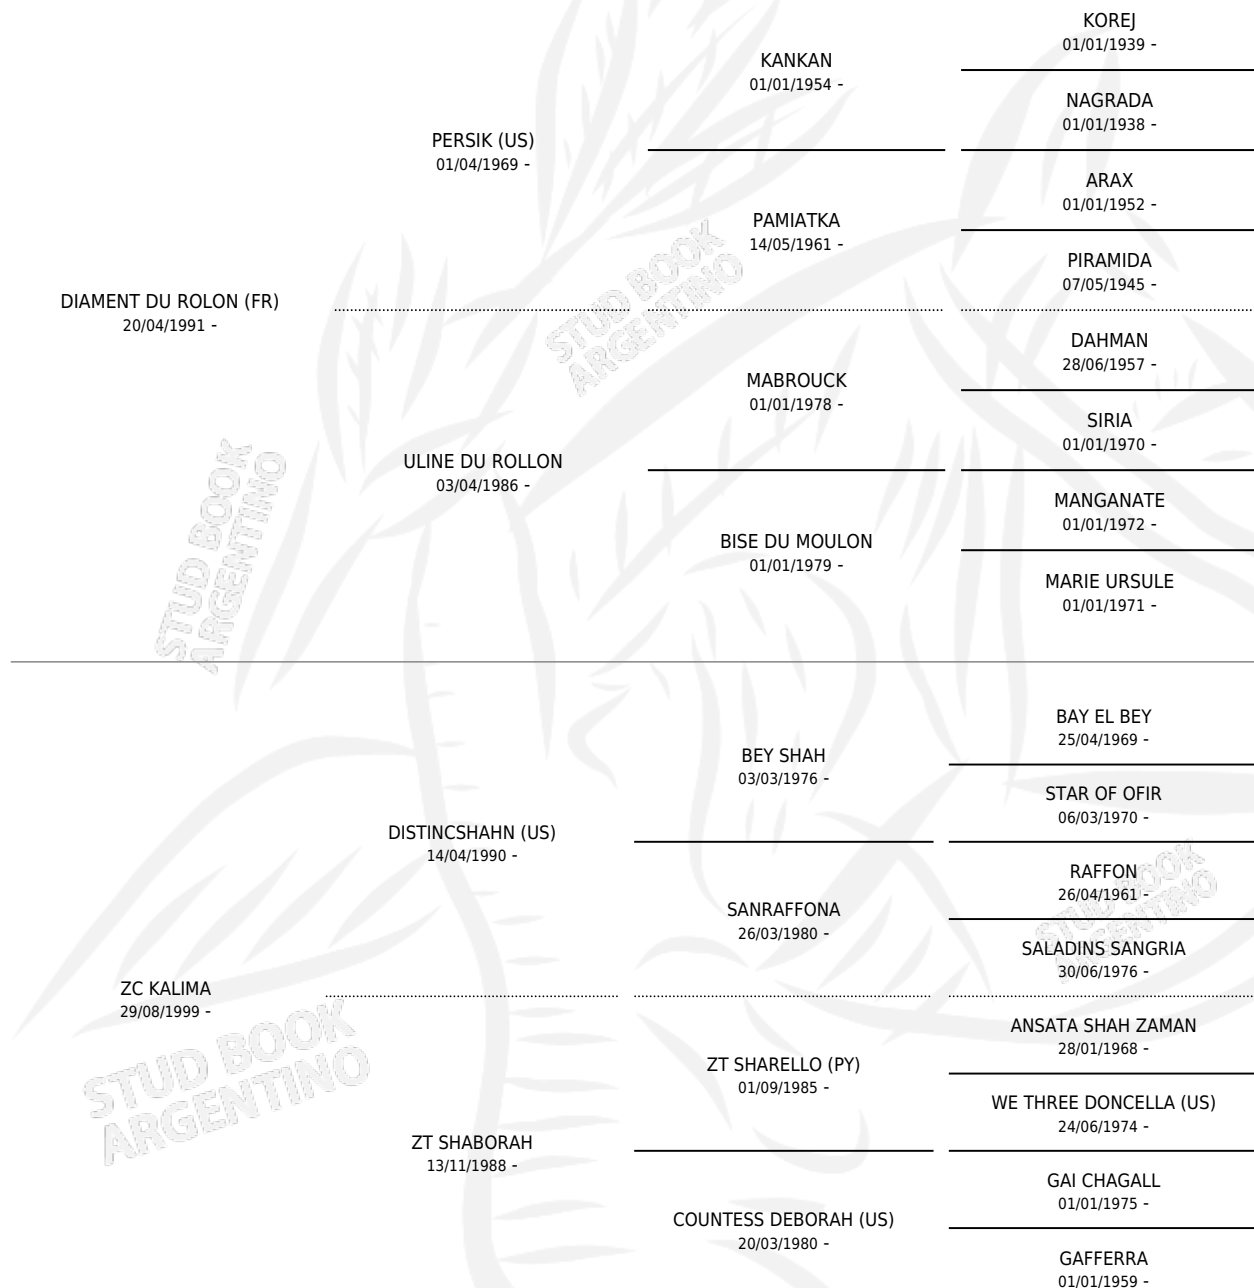 KOREJ
01/01/1939 -
KANKAN
01/01/1954 -
NAGRADA
01/01/1938 -
PERSIK (US)
01/04/1969 -
ARAX
01/01/1952 -
PAMIATKA
14/05/1961 -
PIRAMIDA
07/05/1945 -
DIAMENT DU ROLON (FR)
20/04/1991 -
DAHMAN
28/06/1957 -
MABROUCK
01/01/1978 -
SIRIA
01/01/1970 -
ULINE DU ROLLON
03/04/1986 -
MANGANATE
01/01/1972 -
BISE DU MOULON
01/01/1979 -
MARIE URSULE
01/01/1971 -
BAY EL BEY
25/04/1969 -
BEY SHAH
03/03/1976 -
STAR OF OFIR
06/03/1970 -
DISTINCSHAHN (US)
14/04/1990 -
RAFFON
26/04/1961 -
SANRAFFONA
26/03/1980 -
SALADINS SANGRIA
30/06/1976 -
ZC KALIMA
29/08/1999 -
ANSATA SHAH ZAMAN
28/01/1968 -
ZT SHARELLO (PY)
01/09/1985 -
WE THREE DONCELLA (US)
24/06/1974 -
ZT SHABORAH
13/11/1988 -
GAI CHAGALL
01/01/1975 -
COUNTESS DEBORAH (US)
20/03/1980 -
GAFFERRA
01/01/1959 -
STUD BOOK
ARGENTINO
STUD BOOK
ARGENTINO
STUD BOOK
ARGENTINO
STUD BOOK
ARGENTINO